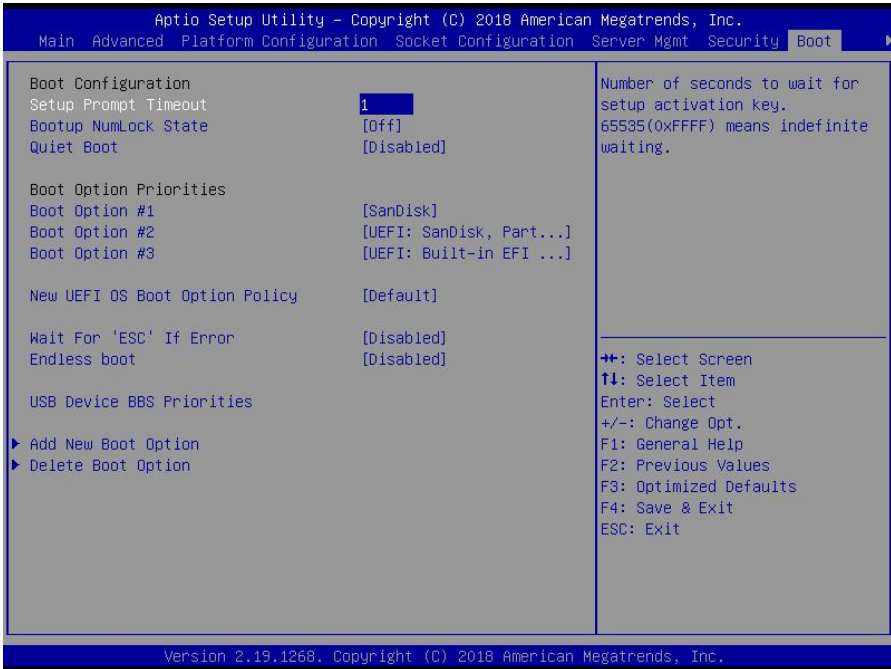 Aptio Setup Utility – Copyright (C) 2018 American Megatrends, Inc.
Main Advanced Platform Configuration Socket Configuration Server Mgmt Security Boot
Boot Configuration
Setup Prompt Timeout 1
Bootup NumLock State [Off]
Quiet Boot [Disabled]
Boot Option Priorities
Boot Option #1 [SanDisk]
Boot Option #2 [UEFI: SanDisk, Part...]
Boot Option #3 [UEFI: Built-in EFI ...]
New UEFI OS Boot Option Policy [Default]
Wait For 'ESC' If Error [Disabled]
Endless boot [Disabled]
USB Device BBS Priorities
Add New Boot Option
Delete Boot Option
Number of seconds to wait for
setup activation key.
65535(0xFFFF) means indefinite
waiting.
→←: Select Screen
↑↓: Select Item
Enter: Select
+/-: Change Opt.
F1: General Help
F2: Previous Values
F3: Optimized Defaults
F4: Save & Exit
ESC: Exit
Version 2.19.1268. Copyright (C) 2018 American Megatrends, Inc.